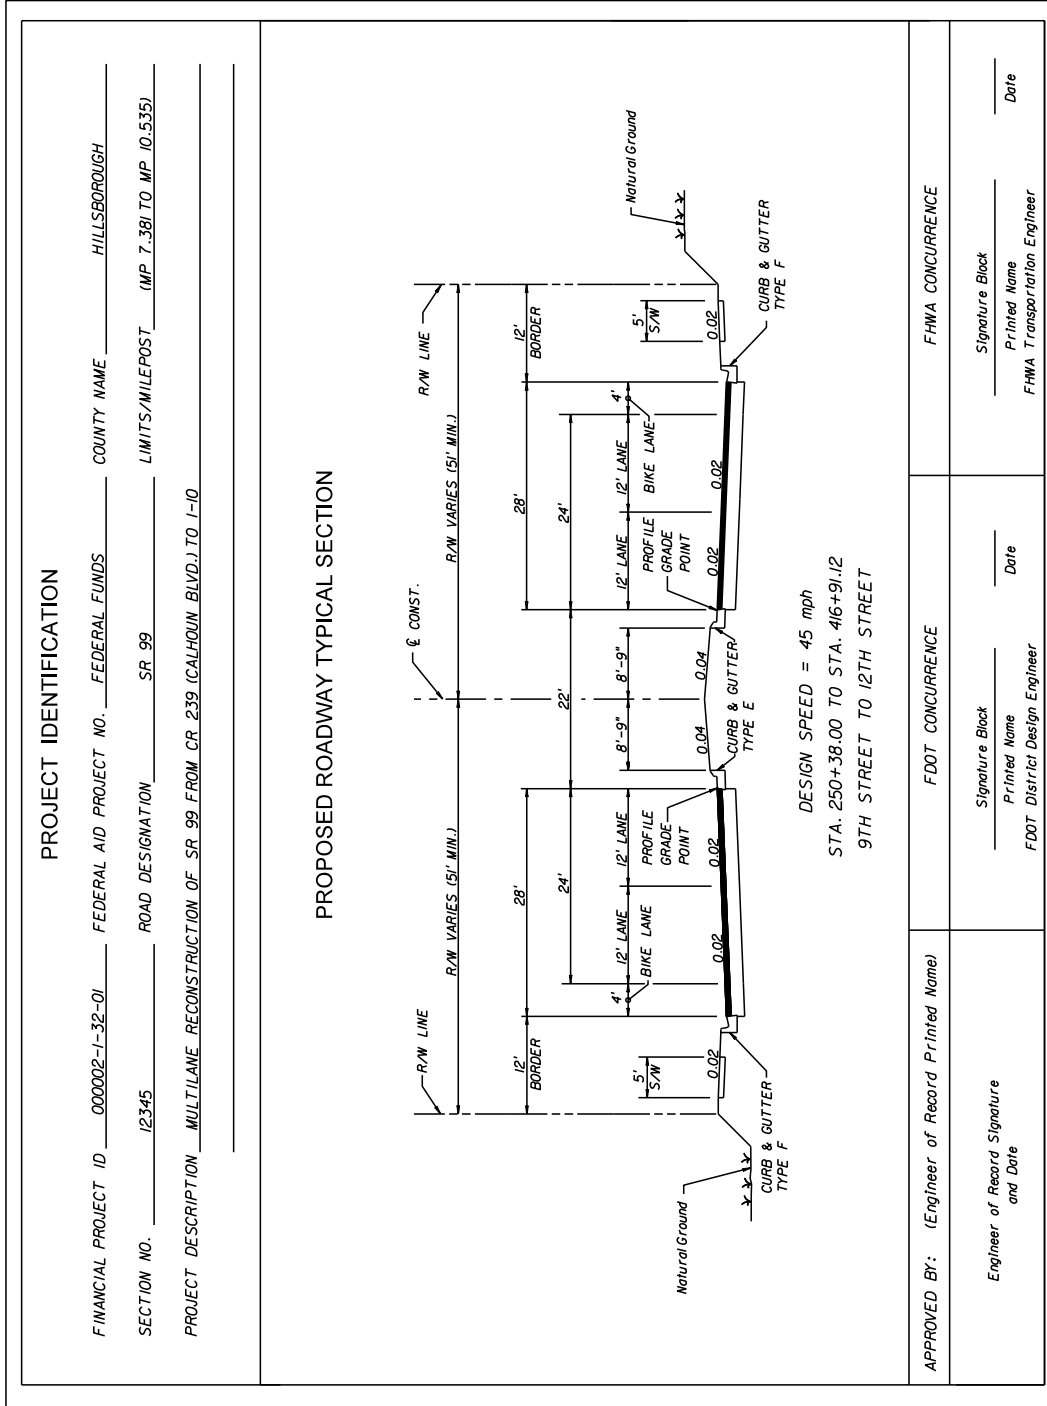 PROJECT IDENTIFICATION
FINANCIAL PROJECT ID 000002-1-32-01 FEDERAL AID PROJECT NO. FEDERAL FUNDS COUNTY NAME HILLSBOROUGH
SECTION NO. 12345 ROAD DESIGNATION SR 99 LIMITS/MILEPOST (MP 7.381 TO MP 10.535)
PROJECT DESCRIPTION MULTILANE RECONSTRUCTION OF SR 99 FROM CR 239 (CALHOUN BLVD.) TO I-10
PROPOSED ROADWAY TYPICAL SECTION
℄ CONST.
R/W LINE
R/W LINE
R/W VARIES (51' MIN.)
R/W VARIES (51' MIN.)
12'
BORDER
28'
28'
12'
BORDER
24'
22'
24'
4'
12' LANE
12' LANE
8'-9"
8'-9"
12' LANE
12' LANE
4'
5'
S/W
BIKE LANE
PROFILE
GRADE
POINT
PROFILE
GRADE
POINT
BIKE LANE
5'
S/W
Natural Ground
Natural Ground
0.02
0.02
0.02
0.04
0.04
0.02
0.02
0.02
CURB & GUTTER
TYPE F
CURB & GUTTER
TYPE E
CURB & GUTTER
TYPE F
DESIGN SPEED = 45 mph
STA. 250+38.00 TO STA. 416+91.12
9TH STREET TO 12TH STREET
APPROVED BY: (Engineer of Record Printed Name)
Engineer of Record Signature
and Date
FDOT CONCURRENCE
Signature Block
Printed Name
Date
FDOT District Design Engineer
FHWA CONCURRENCE
Signature Block
Printed Name
Date
FHWA Transportation Engineer